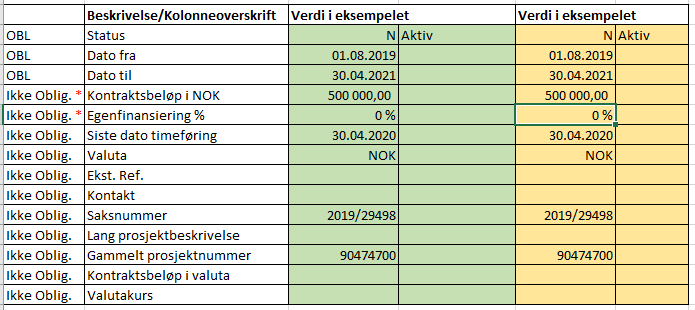 Beskrivelse/Kolonneoverskrift Verdi i eksempelet Verdi i eksempelet
OBL Status N Aktiv N Aktiv
OBL Dato fra 01.08.2019 01.08.2019
OBL Dato til 30.04.2021 30.04.2021
Ikke Oblig. * Kontraktsbeløp i NOK 500 000,00 500 000,00
Ikke Oblig. * Egenfinansiering % 0 % 0 %
Ikke Oblig. Siste dato timeføring 30.04.2020 30.04.2020
Ikke Oblig. Valuta NOK NOK
Ikke Oblig. Ekst. Ref.
Ikke Oblig. Kontakt
Ikke Oblig. Saksnummer 2019/29498 2019/29498
Ikke Oblig. Lang prosjektbeskrivelse
Ikke Oblig. Gammelt prosjektnummer 90474700 90474700
Ikke Oblig. Kontraktsbeløp i valuta
Ikke Oblig. Valutakurs